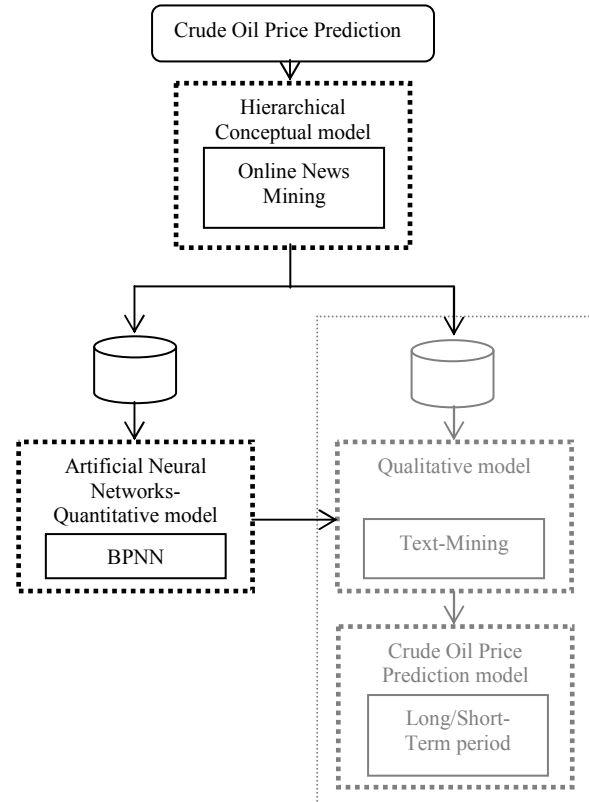 Crude Oil Price Prediction
Hierarchical
Conceptual model
Online News
Mining
Artificial Neural
Networks-
Quantitative model
BPNN
Qualitative model
Text-Mining
Crude Oil Price
Prediction model
Long/Short-
Term period